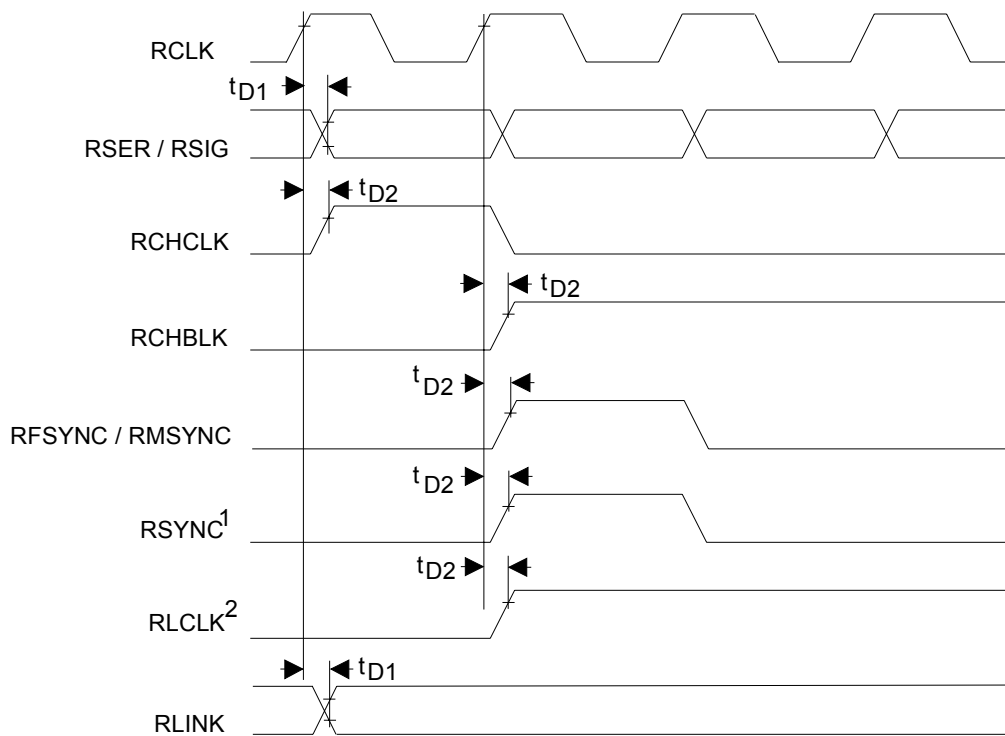 RCLK
tD1
RSER / RSIG
tD2
RCHCLK
tD2
RCHBLK
tD2
RFSYNC / RMSYNC
tD2
RSYNC1
tD2
RLCLK2
tD1
RLINK